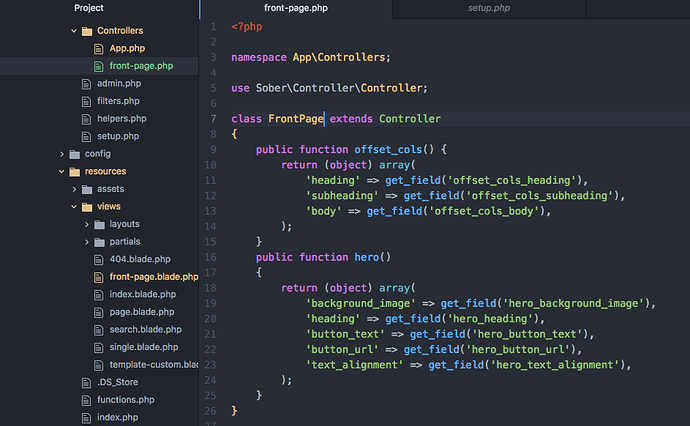 Project
front-page.php
setup.php
Controllers
App.php
front-page.php
admin.php
filters.php
helpers.php
setup.php
config
resources
assets
views
layouts
partials
404.blade.php
front-page.blade.php
index.blade.php
page.blade.php
search.blade.php
single.blade.php
template-custom.blad
.DS_Store
functions.php
index.php
1 <?php
2
3 namespace App\Controllers;
4
5 use Sober\Controller\Controller;
6
7 class FrontPage extends Controller
8 {
9 public function offset_cols() {
10 return (object) array(
11 'heading' => get_field('offset_cols_heading'),
12 'subheading' => get_field('offset_cols_subheading'),
13 'body' => get_field('offset_cols_body'),
14 );
15 }
16 public function hero()
17 {
18 return (object) array(
19 'background_image' => get_field('hero_background_image'),
20 'heading' => get_field('hero_heading'),
21 'button_text' => get_field('hero_button_text'),
22 'button_url' => get_field('hero_button_url'),
23 'text_alignment' => get_field('hero_text_alignment'),
24 );
25 }
26 }
27